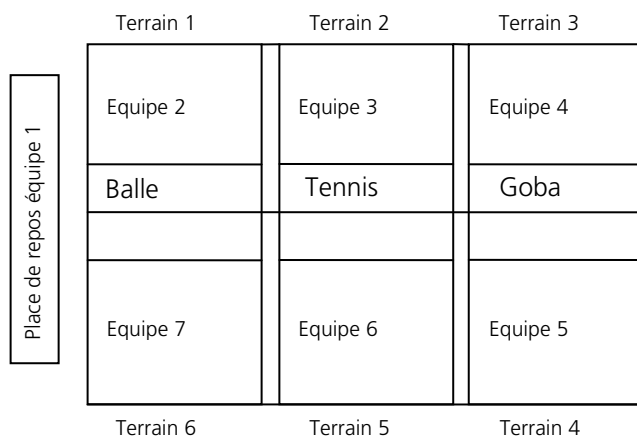 Terrain 1 Terrain 2 Terrain 3
Place de repos équipe 1
Equipe 2 Equipe 3 Equipe 4
Balle Tennis Goba
Equipe 7 Equipe 6 Equipe 5
Terrain 6 Terrain 5 Terrain 4